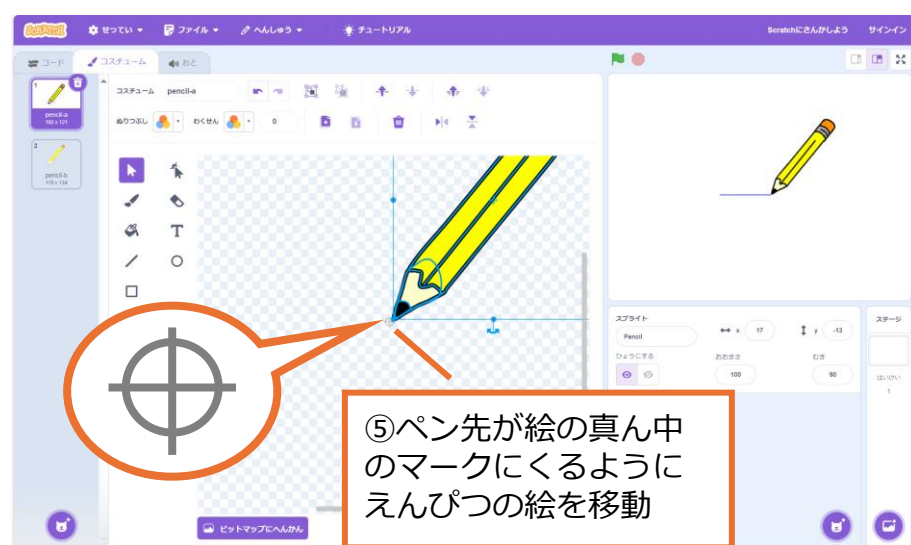 SCRATCH せってい ファイル へんしゅう チュートリアル Scratchにさんかしよう サインイン
コード コスチューム おと
1
pencil-a
2
pencil-b
コスチューム pencil-a
ぬりつぶし わくせん 0
ビットマップにへんかん
⑤ペン先が絵の真ん中
のマークにくるように
えんぴつの絵を移動
スプライト
Pencil
x 17 y -13
ひょうじする おおきさ むき
100 90
ステージ
はいけい
1